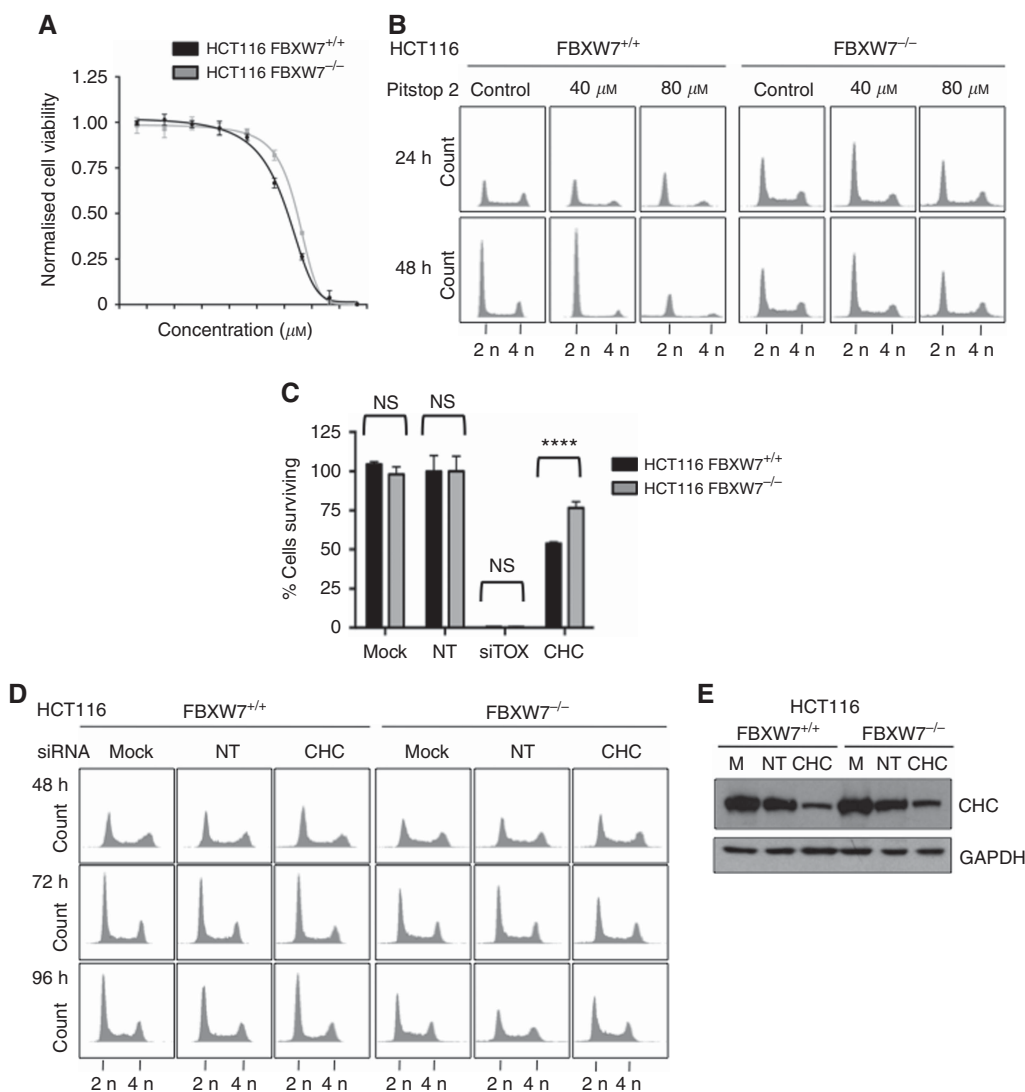 A
HCT116 FBXW7+/+
HCT116 FBXW7–/–
Normalised cell viability
1.25
1.00
0.75
0.50
0.25
0
Concentration (μM)
B
HCT116
FBXW7+/+
FBXW7–/–
Pitstop 2
Control
40 μM
80 μM
Control
40 μM
80 μM
24 h
Count
48 h
Count
2 n 4 n
2 n 4 n
2 n 4 n
2 n 4 n
2 n 4 n
2 n 4 n
C
% Cells surviving
125
100
75
50
25
0
NS
NS
NS
****
Mock
NT
siTOX
CHC
HCT116 FBXW7+/+
HCT116 FBXW7–/–
D
HCT116
FBXW7+/+
FBXW7–/–
siRNA
Mock
NT
CHC
Mock
NT
CHC
48 h
Count
72 h
Count
96 h
Count
2 n 4 n
2 n 4 n
2 n 4 n
2 n 4 n
2 n 4 n
2 n 4 n
E
HCT116
FBXW7+/+
FBXW7–/–
M NT CHC
M NT CHC
CHC
GAPDH